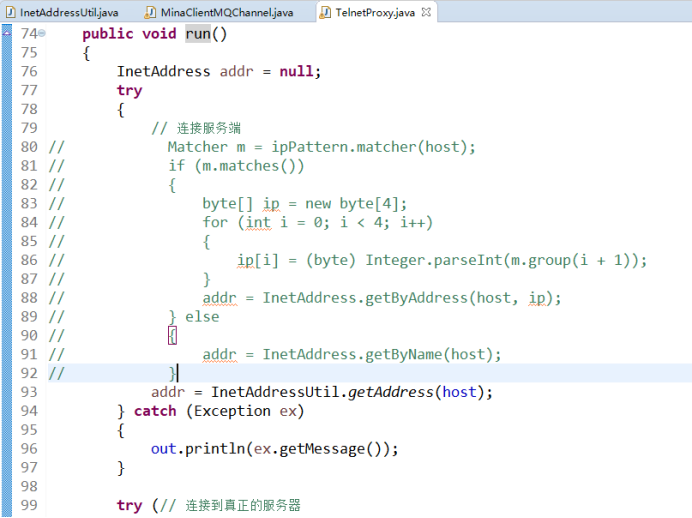 InetAddressUtil.java MinaClientMQChannel.java TelnetProxy.java
74 public void run()
75 {
76 InetAddress addr = null;
77 try
78 {
79 // 连接服务端
80 // Matcher m = ipPattern.matcher(host);
81 // if (m.matches())
82 // {
83 // byte[] ip = new byte[4];
84 // for (int i = 0; i < 4; i++)
85 // {
86 // ip[i] = (byte) Integer.parseInt(m.group(i + 1));
87 // }
88 // addr = InetAddress.getByAddress(host, ip);
89 // } else
90 // {
91 // addr = InetAddress.getByName(host);
92 // }
93 addr = InetAddressUtil.getAddress(host);
94 } catch (Exception ex)
95 {
96 out.println(ex.getMessage());
97 }
98
99 try (// 连接到真正的服务器